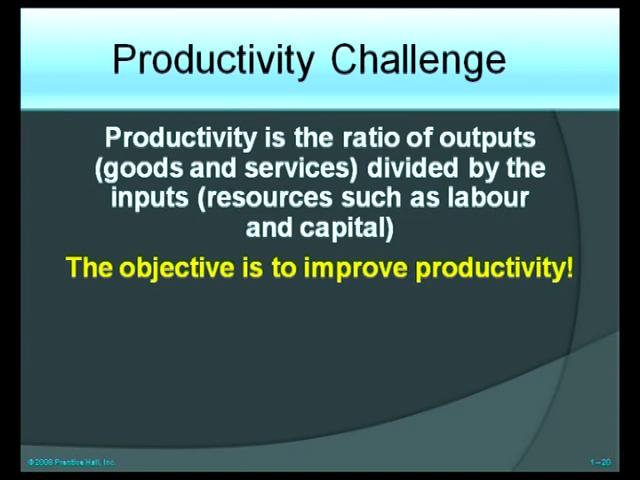 Productivity Challenge
Productivity is the ratio of outputs
(goods and services) divided by the
inputs (resources such as labour
and capital)
The objective is to improve productivity!
© 2008 Prentice Hall, Inc.
1 – 20